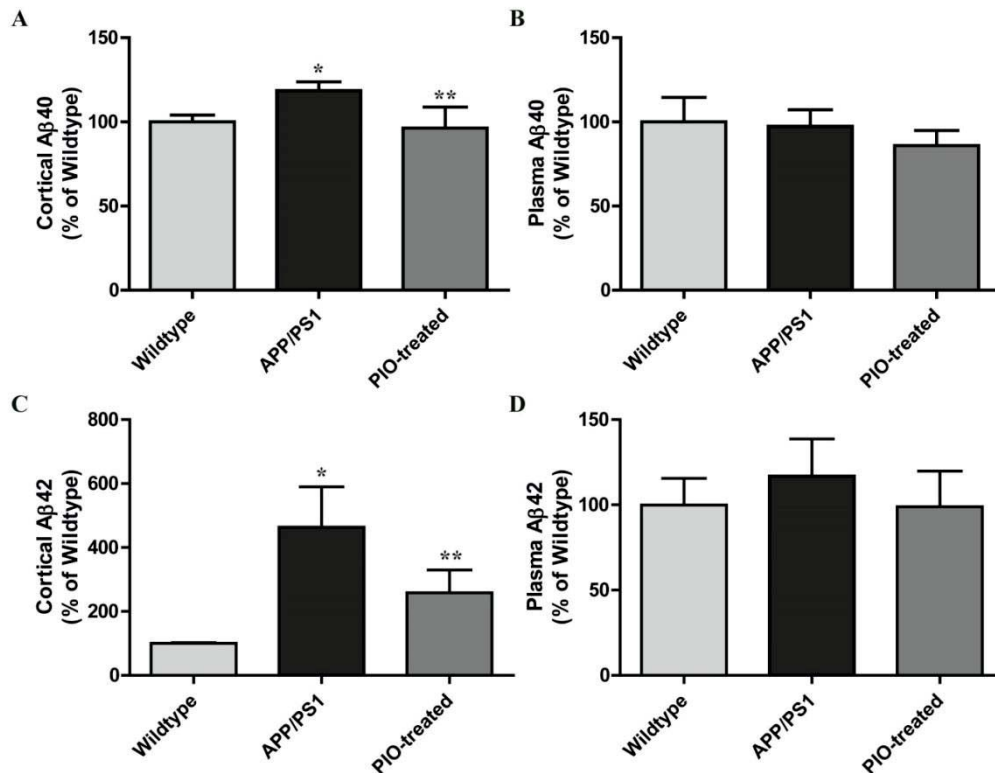 A
Cortical Aβ40
(% of Wildtype)
150
100
50
0
*
**
Wildtype
APP/PS1
PIO-treated
B
Plasma Aβ40
(% of Wildtype)
150
100
50
0
Wildtype
APP/PS1
PIO-treated
C
Cortical Aβ42
(% of Wildtype)
800
600
400
200
0
*
**
Wildtype
APP/PS1
PIO-treated
D
Plasma Aβ42
(% of Wildtype)
150
100
50
0
Wildtype
APP/PS1
PIO-treated